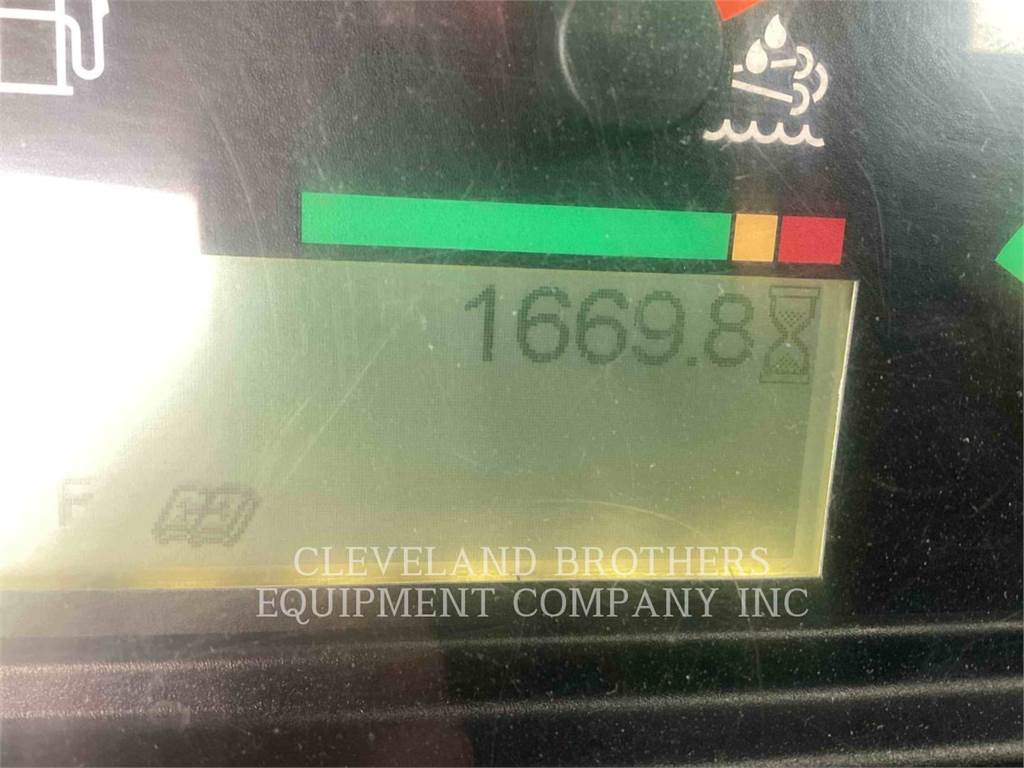 1669.8
F
CLEVELAND BROTHERS
EQUIPMENT COMPANY INC